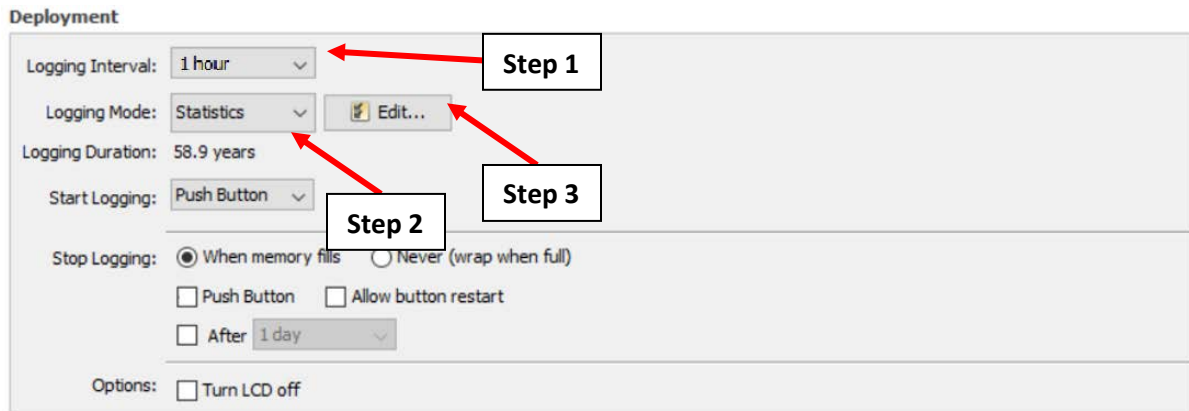 Deployment
Logging Interval: 1 hour
Step 1
Logging Mode: Statistics Edit...
Logging Duration: 58.9 years
Start Logging: Push Button
Step 3
Step 2
Stop Logging: When memory fills Never (wrap when full)
Push Button Allow button restart
After 1 day
Options: Turn LCD off